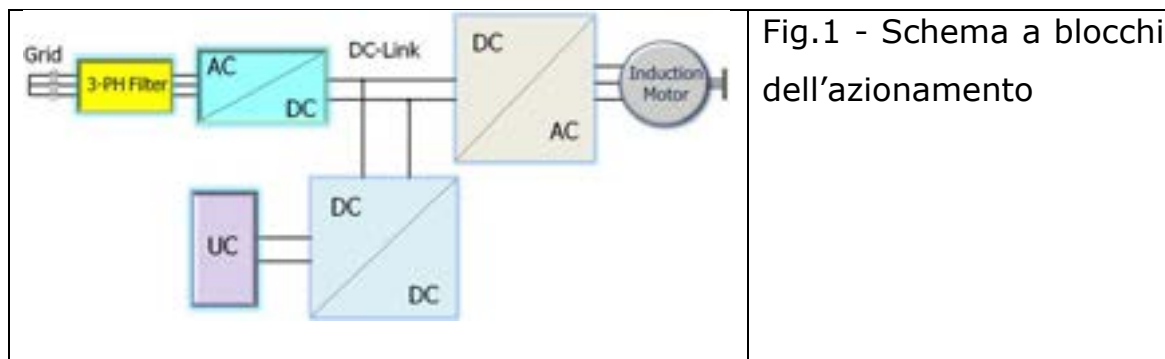 Grid
3-PH Filter
AC
DC
DC-Link
DC
AC
Induction
Motor
UC
DC
DC
Fig.1 - Schema a blocchi
dell'azionamento